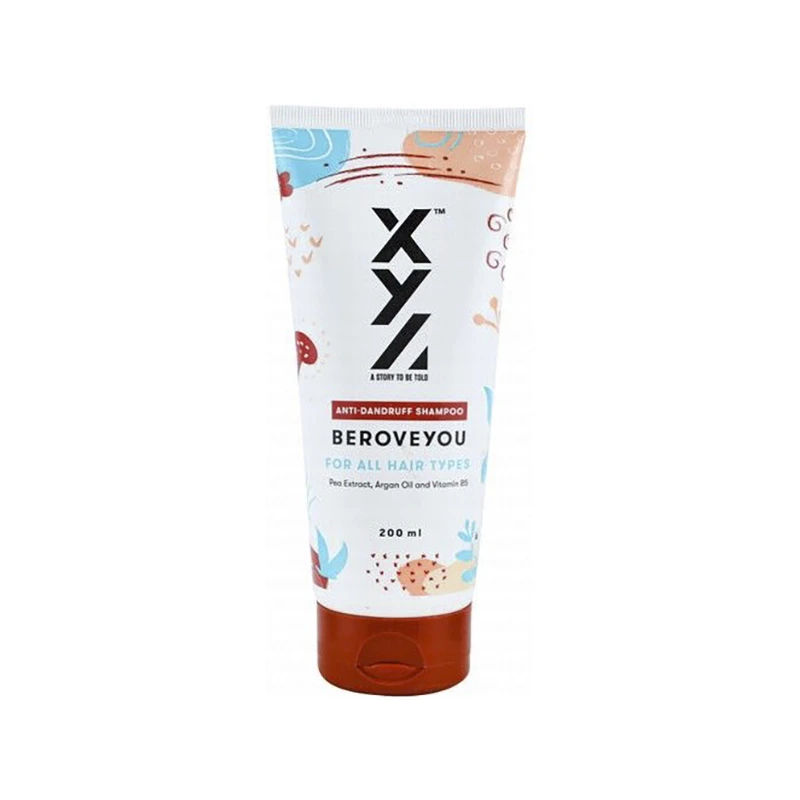 XYZ™
A STORY TO BE TOLD
ANTI-DANDRUFF SHAMPOO
BEROVEYOU
FOR ALL HAIR TYPES
Pea Extract, Argan Oil and Vitamin B5
200 ml